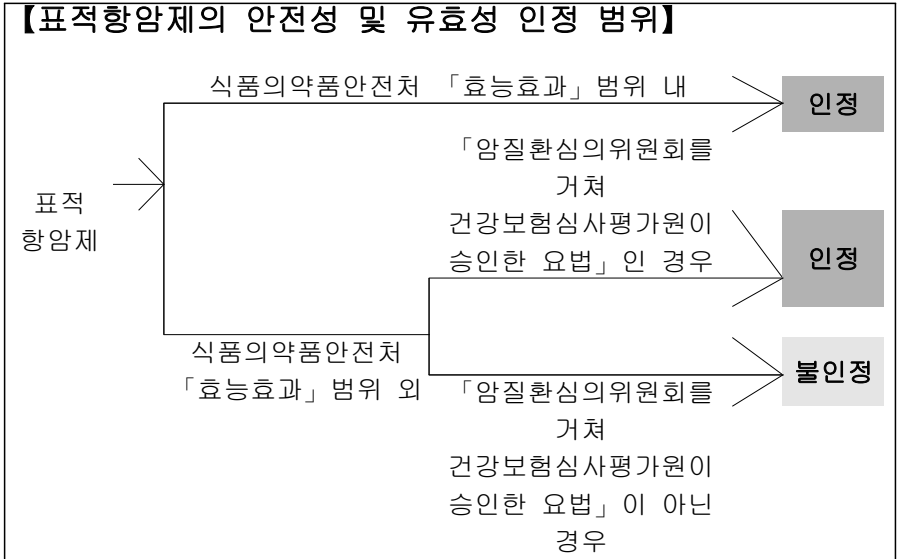 【표적항암제의 안전성 및 유효성 인정 범위】
식품의약품안전처 「효능효과」범위 내
인정
「암질환심의위원회를
거쳐
건강보험심사평가원이
승인한 요법」인 경우
인정
표적
항암제
식품의약품안전처
「효능효과」범위 외
불인정
「암질환심의위원회를
거쳐
건강보험심사평가원이
승인한 요법」이 아닌
경우